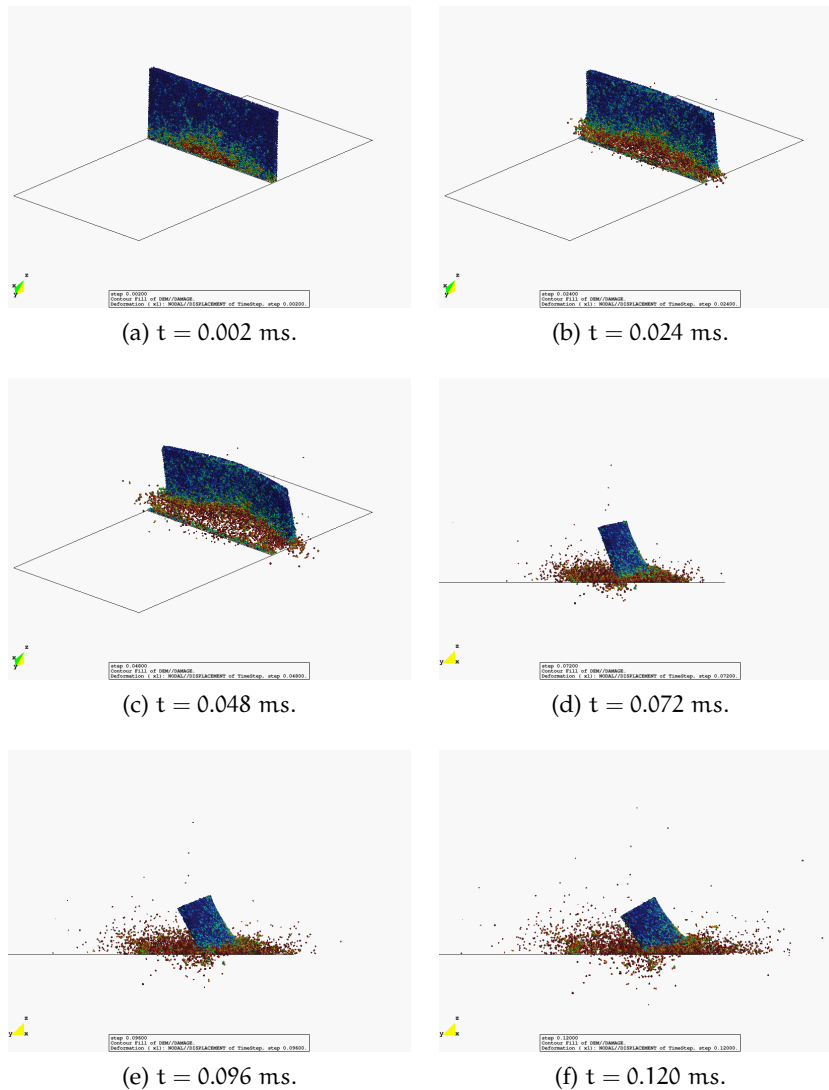 z
x
y
step 0.00200
Contour Fill of DEM//DAMAGE.
Deformation ( x1): NODAL//DISPLACEMENT of TimeStep, step 0.00200.
(a) t = 0.002 ms.
z
x
y
step 0.02400
Contour Fill of DEM//DAMAGE.
Deformation ( x1): NODAL//DISPLACEMENT of TimeStep, step 0.02400.
(b) t = 0.024 ms.
z
x
y
step 0.04800
Contour Fill of DEM//DAMAGE.
Deformation ( x1): NODAL//DISPLACEMENT of TimeStep, step 0.04800.
(c) t = 0.048 ms.
z
y x
step 0.07200
Contour Fill of DEM//DAMAGE.
Deformation ( x1): NODAL//DISPLACEMENT of TimeStep, step 0.07200.
(d) t = 0.072 ms.
z
y x
step 0.09600
Contour Fill of DEM//DAMAGE.
Deformation ( x1): NODAL//DISPLACEMENT of TimeStep, step 0.09600.
(e) t = 0.096 ms.
z
y x
step 0.12000
Contour Fill of DEM//DAMAGE.
Deformation ( x1): NODAL//DISPLACEMENT of TimeStep, step 0.12000.
(f) t = 0.120 ms.